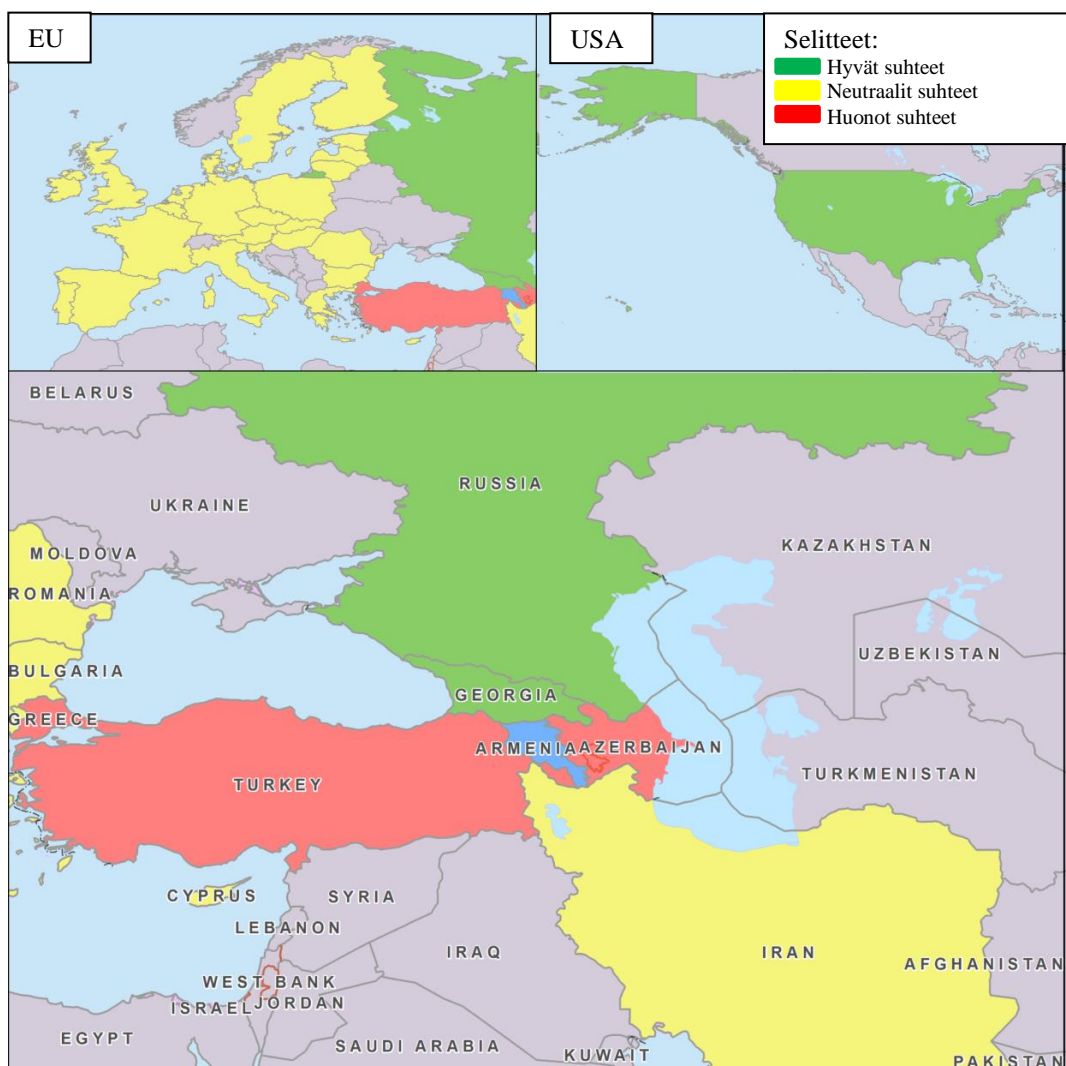 EU
USA
Selitteet:
Hyvät suhteet
Neutraalit suhteet
Huonot suhteet
BELARUS
RUSSIA
UKRAINE
KAZAKHSTAN
MOLDOVA
ROMANIA
UZBEKISTAN
BULGARIA
GEORGIA
GREECE
ARMENIA
AZERBAIJAN
TURKMENISTAN
TURKEY
CYPRUS
SYRIA
LEBANON
IRAQ
IRAN
AFGHANISTAN
WEST BANK
ISRAEL
JORDAN
EGYPT
SAUDI ARABIA
KUWAIT
PAKISTAN